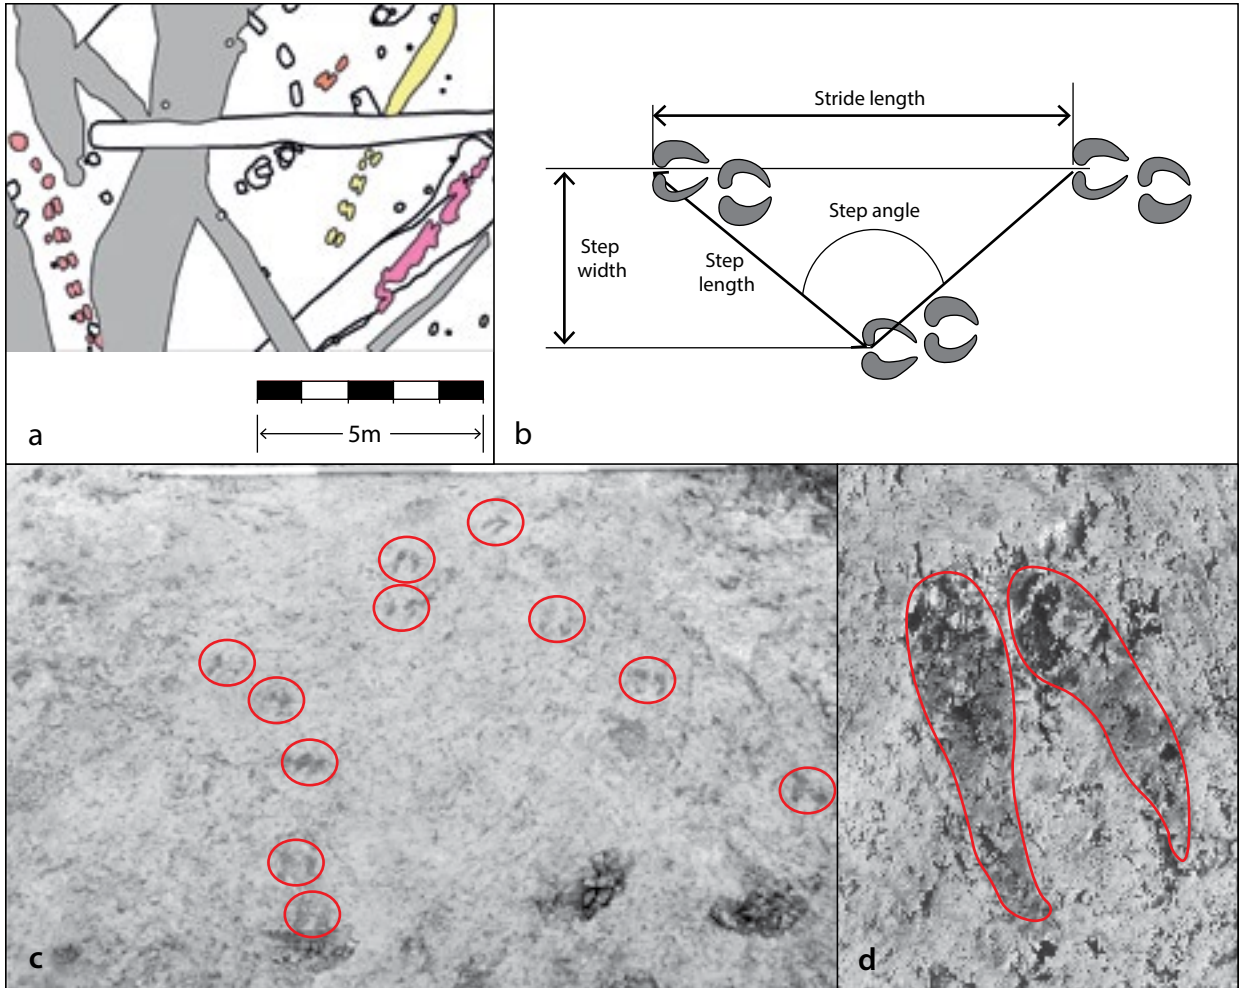 Stride length
Step angle
Step
width
Step
length
a
5m
b
c
d